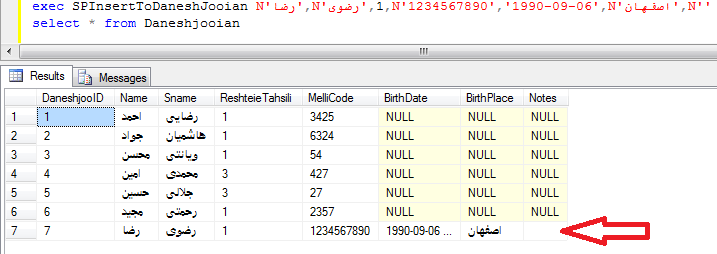 exec SPInsertToDaneshJooian N'رضا',N'رضوی',1,N'1234567890','1990-09-06',N'اصفهان',N''
select * from Daneshjooian
Results Messages
DaneshjooID Name Sname ReshteieTahsili MelliCode BirthDate BirthPlace Notes
1 1 احمد رضایی 1 3425 NULL NULL NULL
2 2 جواد هاشمیان 1 6324 NULL NULL NULL
3 3 محسن ویانتی 1 54 NULL NULL NULL
4 4 امین محمدی 3 427 NULL NULL NULL
5 5 حسین جلالی 3 27 NULL NULL NULL
6 6 مجید رحمتی 1 2357 NULL NULL NULL
7 7 رضا رضوی 1 1234567890 1990-09-06 ... اصفهان